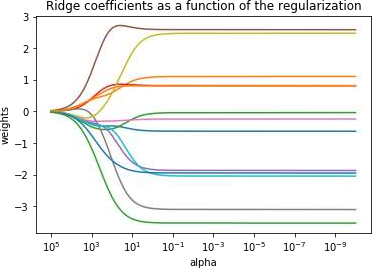 Ridge coefficients as a function of the regularization
weights
3
2
1
0
−1
−2
−3
10⁵ 10³ 10¹ 10⁻¹ 10⁻³ 10⁻⁵ 10⁻⁷ 10⁻⁹
alpha